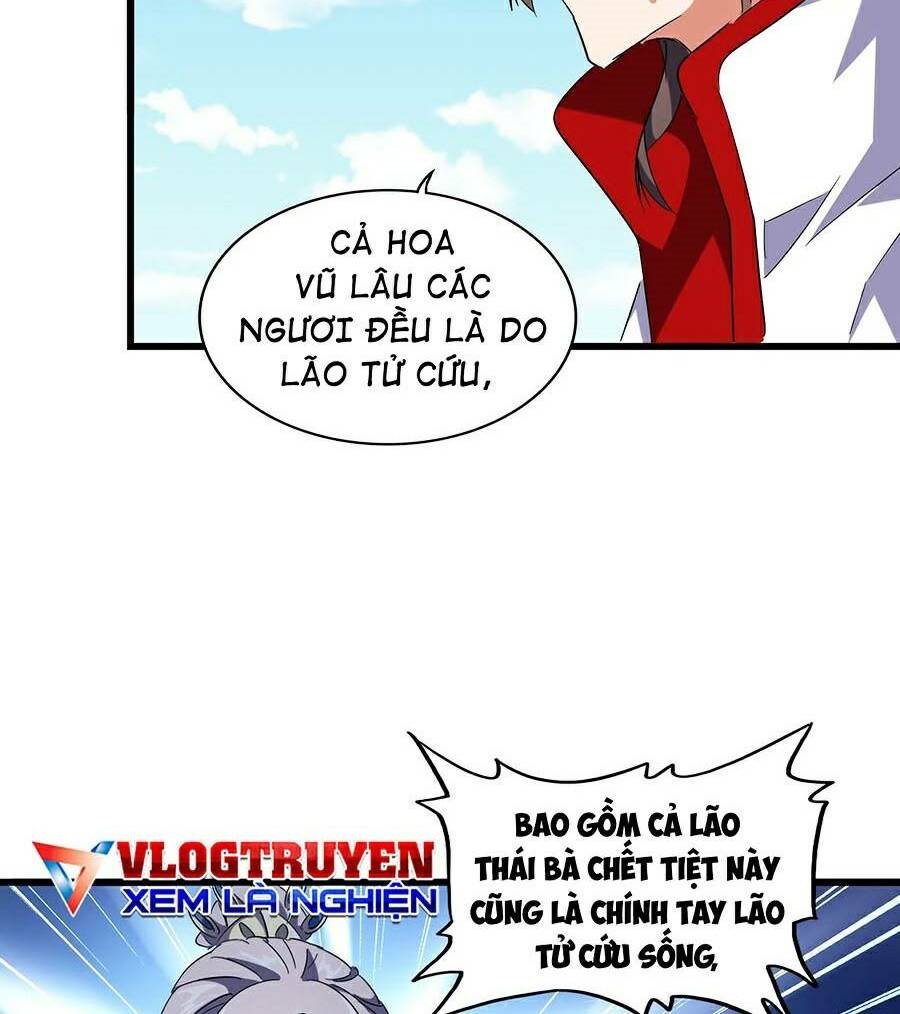 CẢ HOA
VŨ LÂU CÁC
NGƯƠI ĐỀU LÀ DO
LÃO TỬ CỨU,
BAO GỒM CẢ LÃO
THÁI BÀ CHẾT TIỆT NÀY
CŨNG LÀ CHÍNH TAY LÃO
TỬ CỨU SỐNG,
VLOGTRUYEN
XEM LÀ NGHIỆN